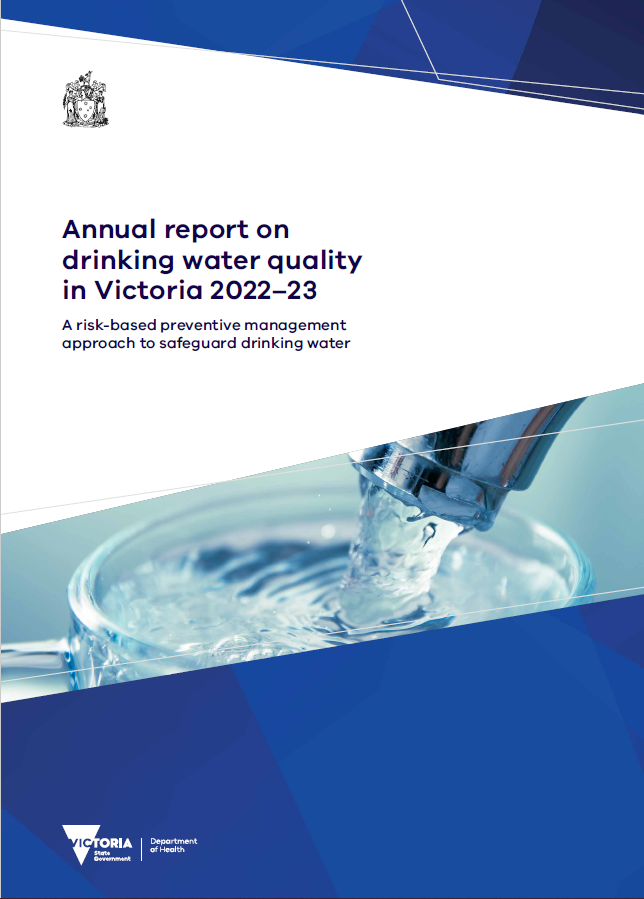 Annual report on
drinking water quality
in Victoria 2022–23
A risk-based preventive management
approach to safeguard drinking water
VICTORIA
State
Government
Department
of Health